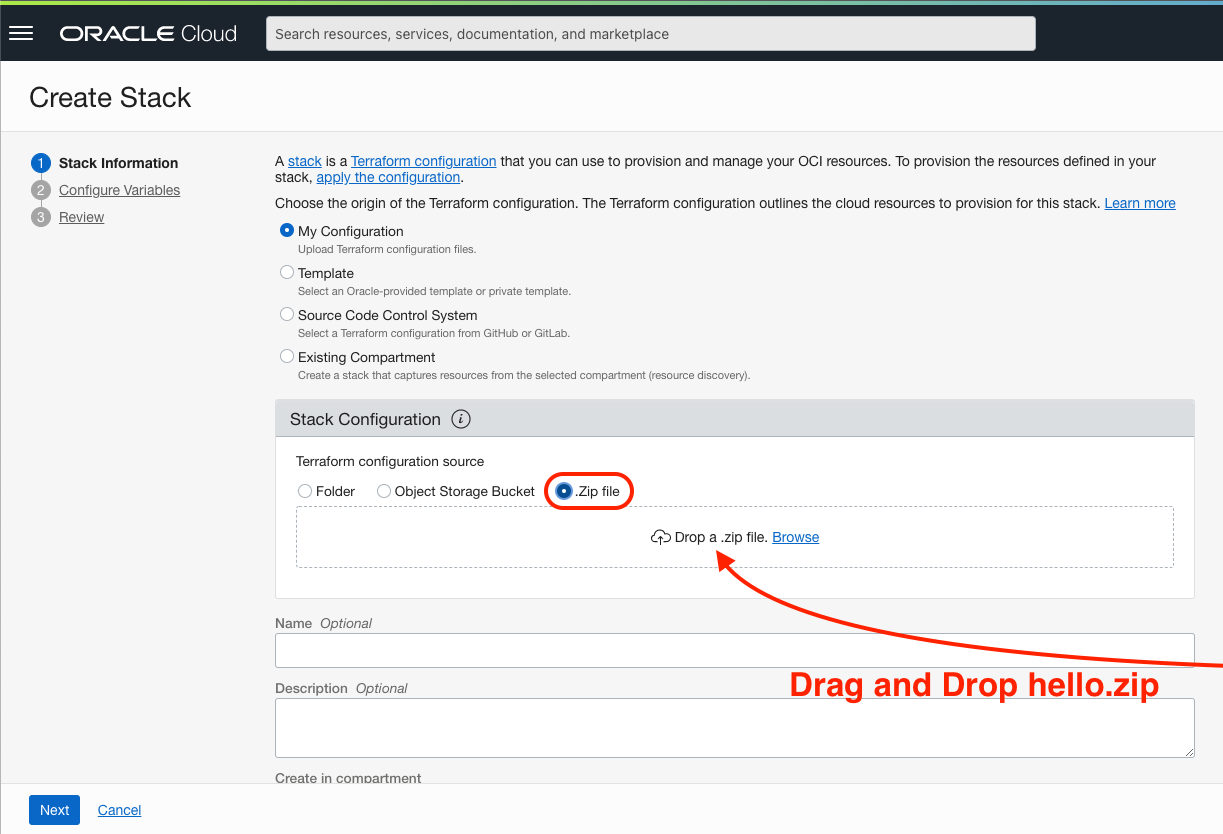 ORACLE Cloud
Search resources, services, documentation, and marketplace
Create Stack
1 Stack Information
2 Configure Variables
3 Review
A stack is a Terraform configuration that you can use to provision and manage your OCI resources. To provision the resources defined in your
stack, apply the configuration.
Choose the origin of the Terraform configuration. The Terraform configuration outlines the cloud resources to provision for this stack. Learn more
My Configuration
Upload Terraform configuration files.
Template
Select an Oracle-provided template or private template.
Source Code Control System
Select a Terraform configuration from GitHub or GitLab.
Existing Compartment
Create a stack that captures resources from the selected compartment (resource discovery).
Stack Configuration i
Terraform configuration source
Folder Object Storage Bucket .Zip file
Drop a .zip file. Browse
Name Optional
Drag and Drop hello.zip
Description Optional
Create in compartment
Next Cancel